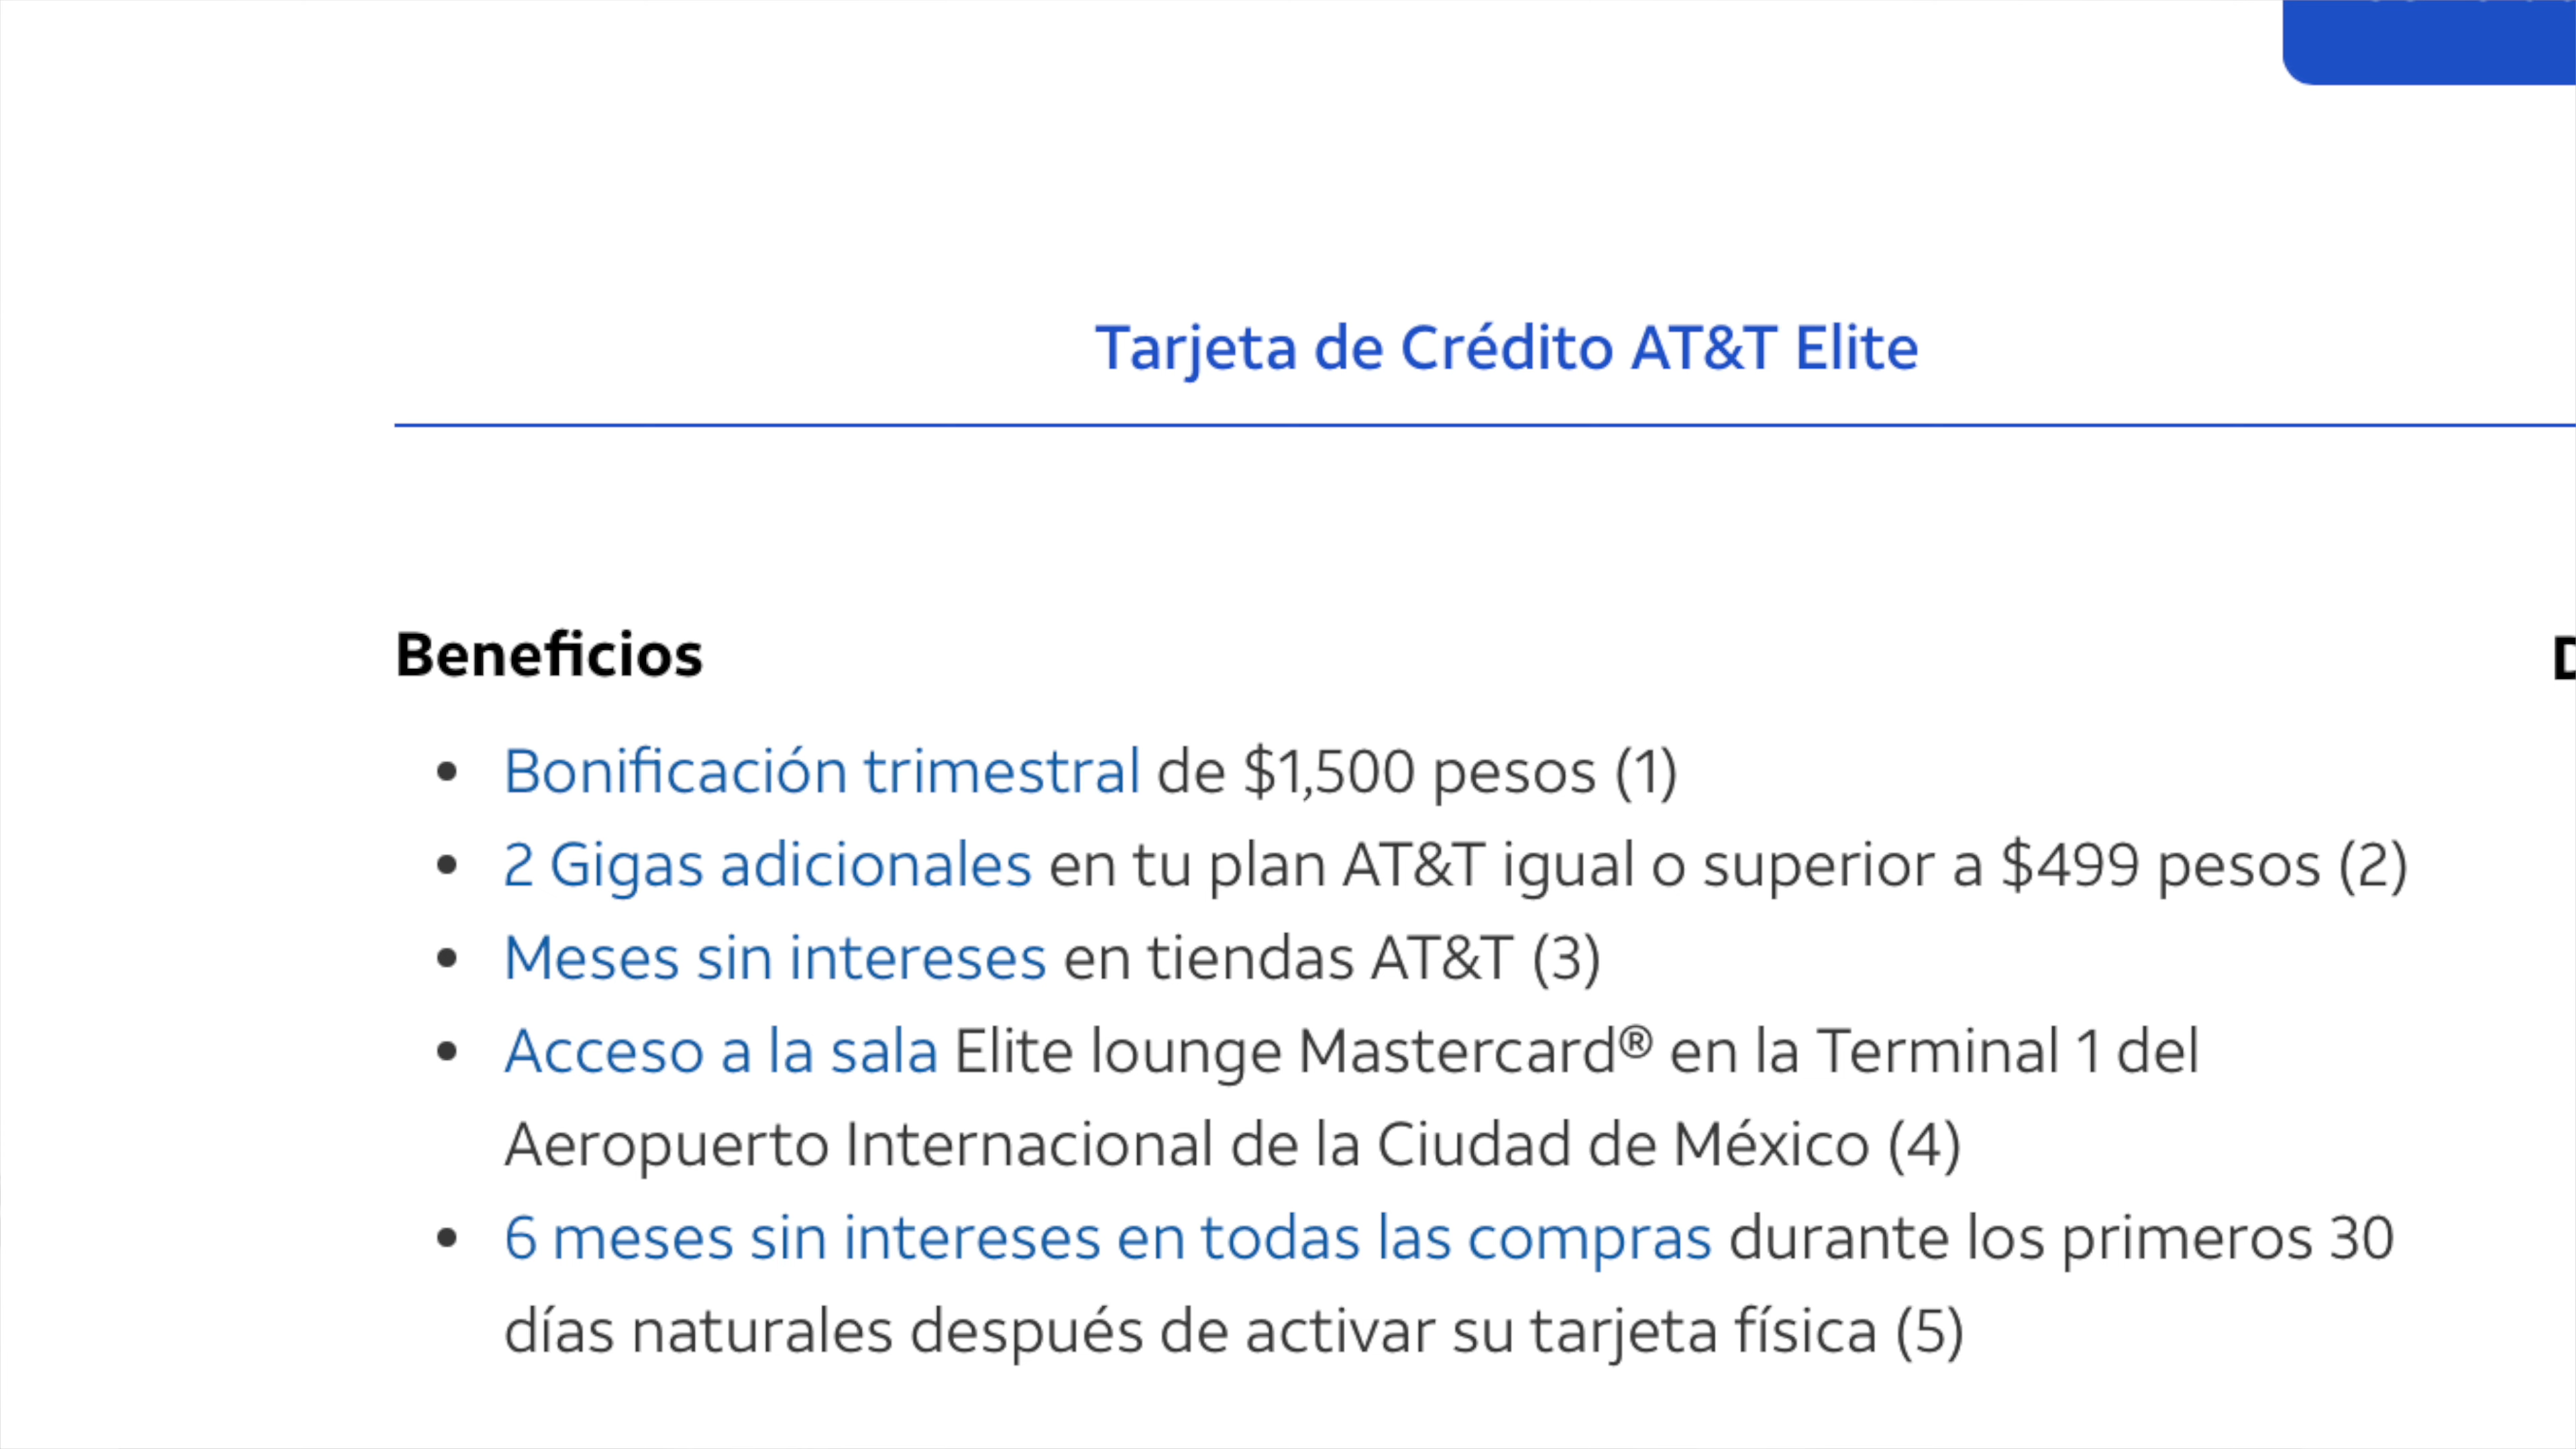 Tarjeta de Crédito AT&T Elite
Beneficios
• Bonificación trimestral de $1,500 pesos (1)
• 2 Gigas adicionales en tu plan AT&T igual o superior a $499 pesos (2)
• Meses sin intereses en tiendas AT&T (3)
• Acceso a la sala Elite lounge Mastercard® en la Terminal 1 del
Aeropuerto Internacional de la Ciudad de México (4)
• 6 meses sin intereses en todas las compras durante los primeros 30
días naturales después de activar su tarjeta física (5)